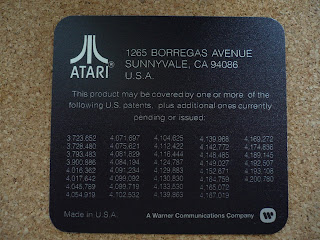 ATARI®
1265 BORREGAS AVENUE
SUNNYVALE, CA 94086
U.S.A.
This product may be covered by one or more of the
following U.S. patents, plus additional ones currently
pending or issued:
3,723,652 4,071,697 4,104,625 4,139,968 4,169,272
3,728,480 4,075,621 4,112,422 4,142,772 4,174,836
3,793,483 4,081,829 4,116,444 4,148,485 4,189,145
3,900,886 4,084,194 4,124,787 4,149,027 4,192,507
4,016,362 4,091,234 4,129,883 4,152,671 4,193,108
4,017,642 4,099,092 4,130,830 4,164,759 4,200,780
4,045,789 4,099,719 4,133,530 4,165,072
4,054,919 4,102,552 4,139,863 4,167,019
Made in U.S.A. A Warner Communications Company